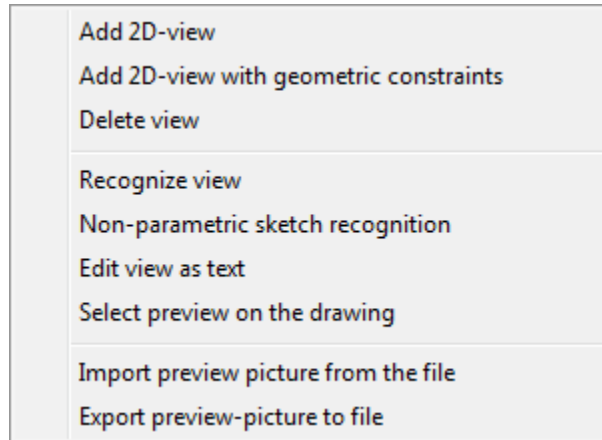 Add 2D-view
Add 2D-view with geometric constraints
Delete view
Recognize view
Non-parametric sketch recognition
Edit view as text
Select preview on the drawing
Import preview picture from the file
Export preview-picture to file